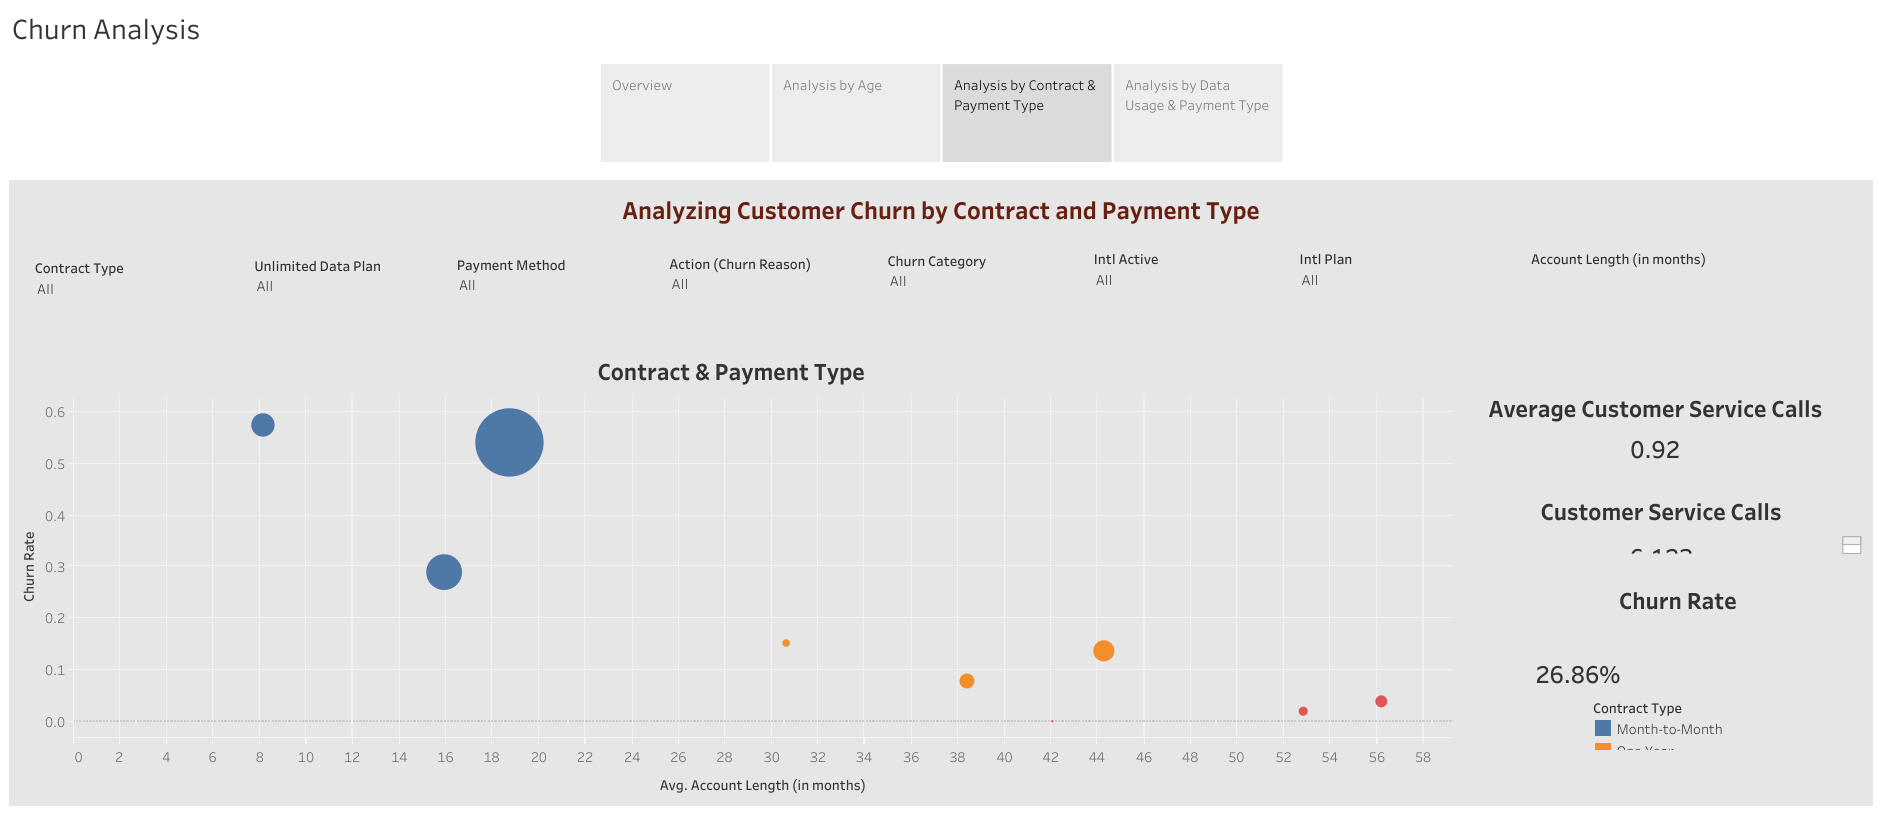 Churn Analysis
Overview
Analysis by Age
Analysis by Contract &
Payment Type
Analysis by Data
Usage & Payment Type
Analyzing Customer Churn by Contract and Payment Type
Contract Type
All
Unlimited Data Plan
All
Payment Method
All
Action (Churn Reason)
All
Churn Category
All
Intl Active
All
Intl Plan
All
Account Length (in months)
Contract & Payment Type
Churn Rate
0.6
0.5
0.4
0.3
0.2
0.1
0.0
0 2 4 6 8 10 12 14 16 18 20 22 24 26 28 30 32 34 36 38 40 42 44 46 48 50 52 54 56 58
Avg. Account Length (in months)
Average Customer Service Calls
0.92
Customer Service Calls
Churn Rate
26.86%
Contract Type
Month-to-Month
One Year